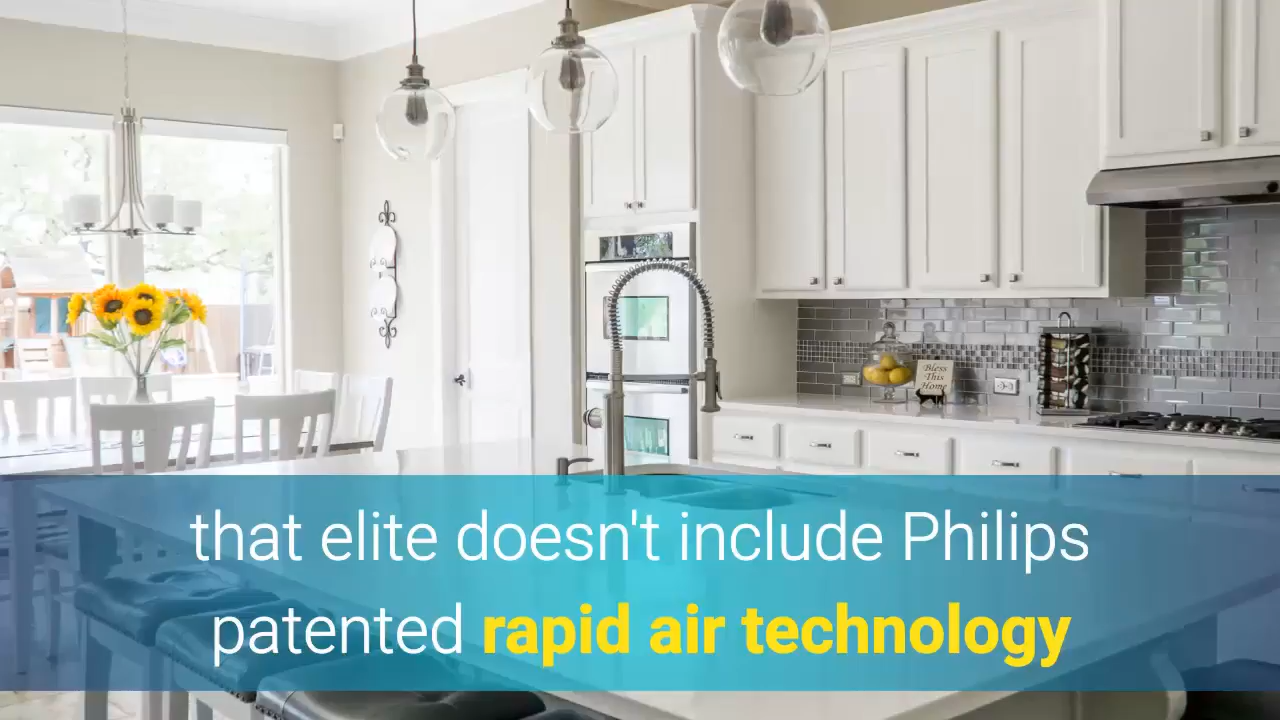 Bless
This
Home
that elite doesn't include Philips
patented rapid air technology